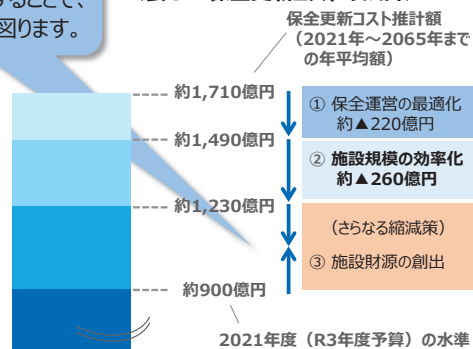 することで、
図ります。
保全更新コスト推計額
（2021年～2065年まで
の年平均額）
約1,710億円
① 保全運営の最適化
約▲220億円
約1,490億円
② 施設規模の効率化
約▲260億円
約1,230億円
（さらなる縮減策）
③ 施設財源の創出
約900億円
2021年度（R3年度予算）の水準